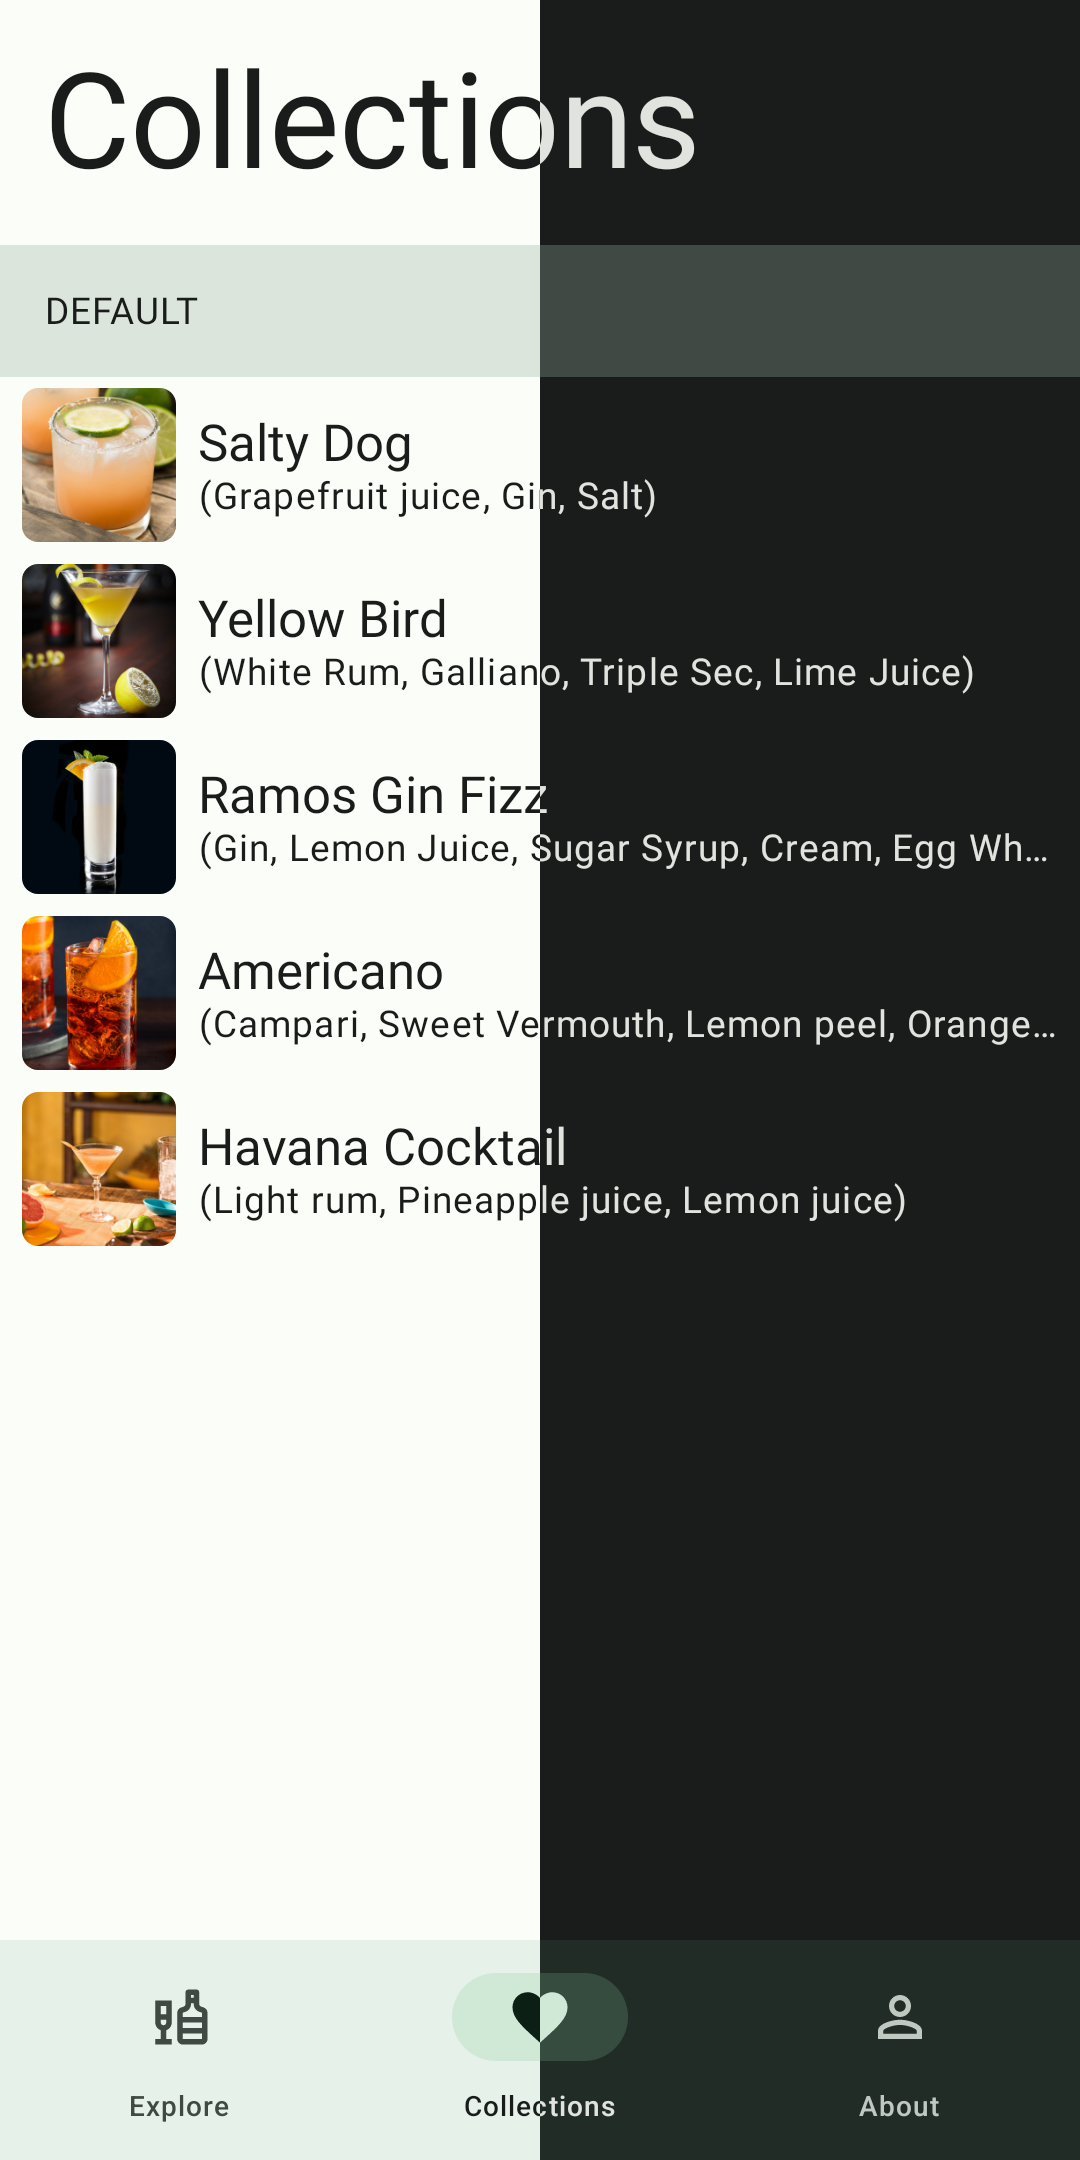 Collections
DEFAULT
Salty Dog
(Grapefruit juice, Gin, Salt)
Yellow Bird
(White Rum, Galliano, Triple Sec, Lime Juice)
Ramos Gin Fizz
(Gin, Lemon Juice, Sugar Syrup, Cream, Egg Wh...
Americano
(Campari, Sweet Vermouth, Lemon peel, Orange...
Havana Cocktail
(Light rum, Pineapple juice, Lemon juice)
Explore
Collections
About